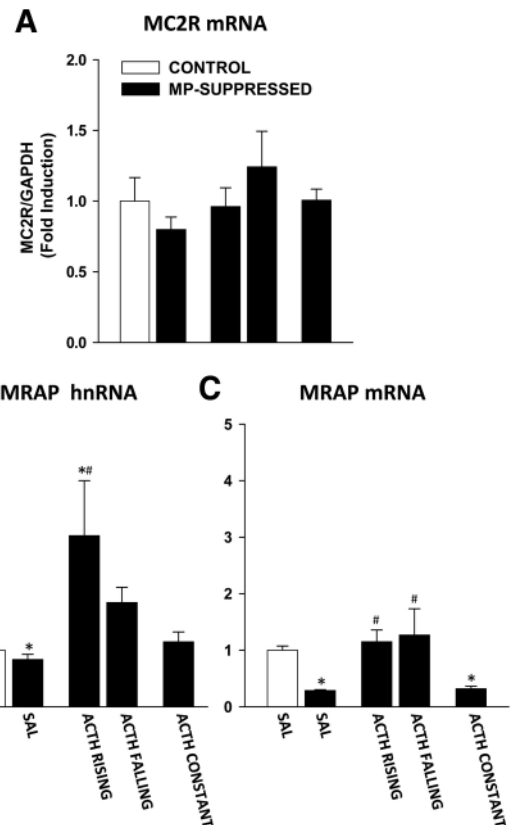 A
MC2R mRNA
CONTROL
MP-SUPPRESSED
MC2R/GAPDH
(Fold Induction)
2.0
1.5
1.0
0.5
0.0
MRAP hnRNA
*#
*
SAL
ACTH RISING
ACTH FALLING
ACTH CONSTANT
C
MRAP mRNA
5
4
3
2
1
0
*
#
#
*
SAL
SAL
ACTH RISING
ACTH FALLING
ACTH CONSTANT